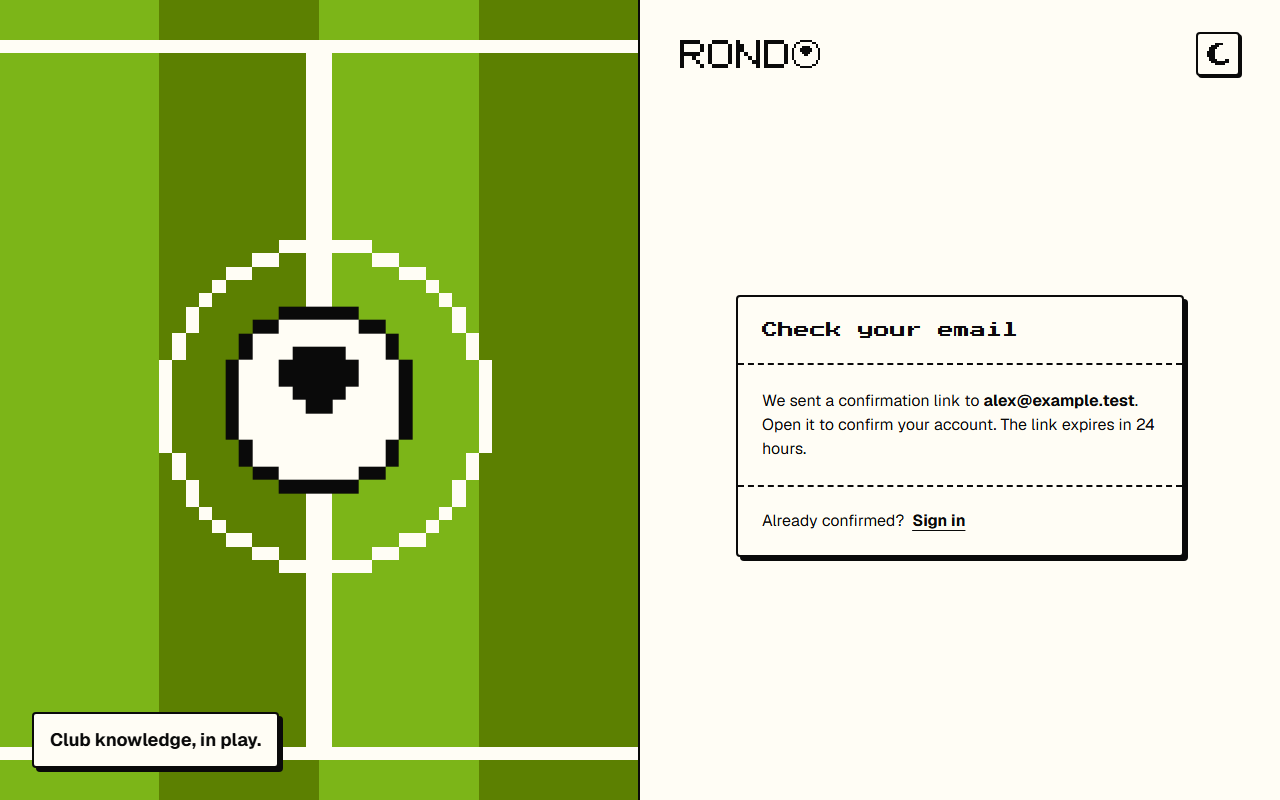 RONDO
Check your email
We sent a confirmation link to alex@example.test.
Open it to confirm your account. The link expires in 24
hours.
Already confirmed? Sign in
Club knowledge, in play.